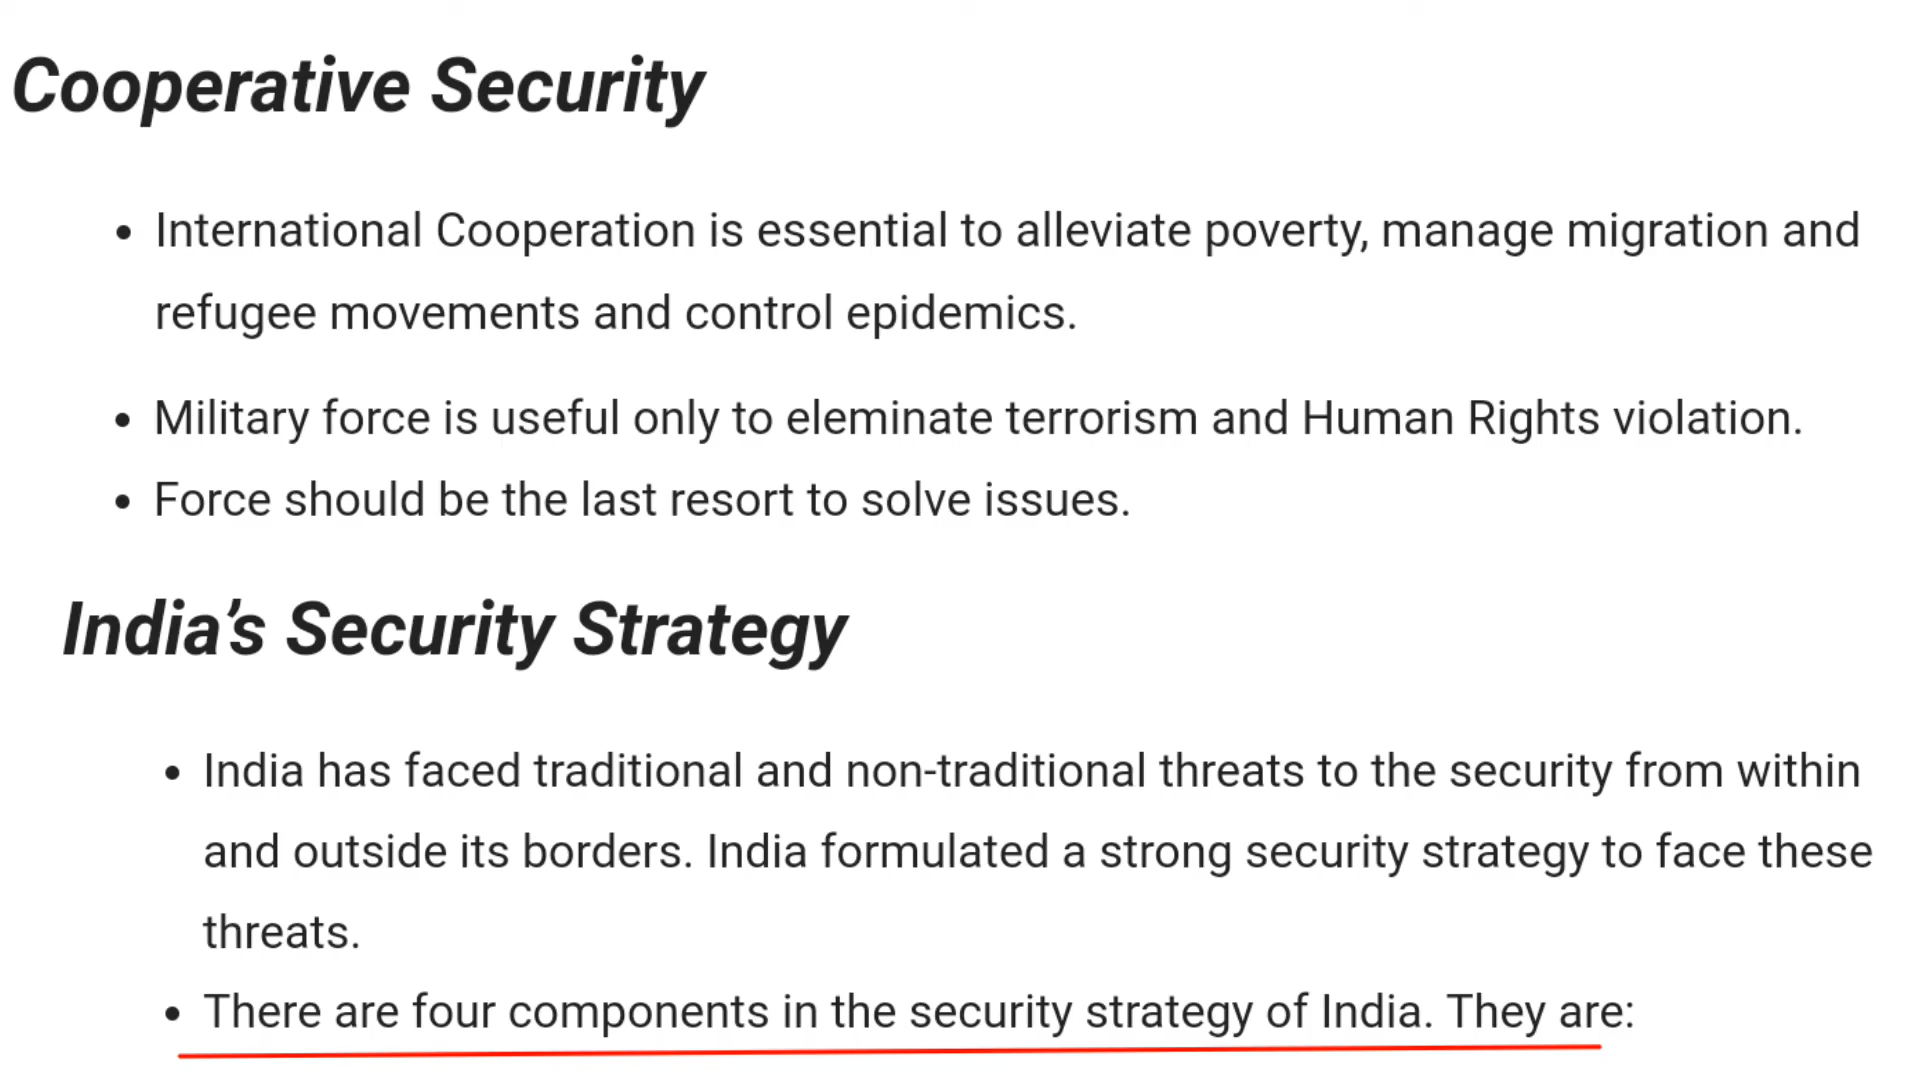 Cooperative Security
• International Cooperation is essential to alleviate poverty, manage migration and
refugee movements and control epidemics.
• Military force is useful only to eleminate terrorism and Human Rights violation.
• Force should be the last resort to solve issues.
India’s Security Strategy
• India has faced traditional and non-traditional threats to the security from within
and outside its borders. India formulated a strong security strategy to face these
threats.
• There are four components in the security strategy of India. They are: